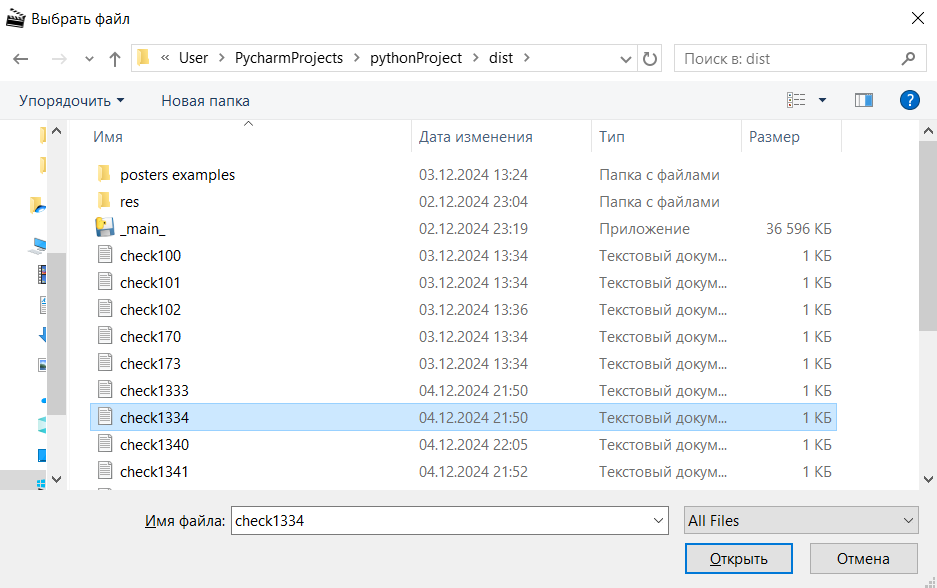 Выбрать файл
« User > PycharmProjects > pythonProject > dist >
Поиск в: dist
Упорядочить Новая папка
?
Имя Дата изменения Тип Размер
posters examples 03.12.2024 13:24 Папка с файлами
res 02.12.2024 23:04 Папка с файлами
_main_ 02.12.2024 23:19 Приложение 36 596 КБ
check100 03.12.2024 13:34 Текстовый докум... 1 КБ
check101 03.12.2024 13:34 Текстовый докум... 1 КБ
check102 03.12.2024 13:36 Текстовый докум... 1 КБ
check170 03.12.2024 13:34 Текстовый докум... 1 КБ
check173 03.12.2024 13:34 Текстовый докум... 1 КБ
check1333 04.12.2024 21:50 Текстовый докум... 1 КБ
check1334 04.12.2024 21:50 Текстовый докум... 1 КБ
check1340 04.12.2024 22:05 Текстовый докум... 1 КБ
check1341 04.12.2024 21:52 Текстовый докум... 1 КБ
Имя файла: check1334 All Files
Открыть Отмена